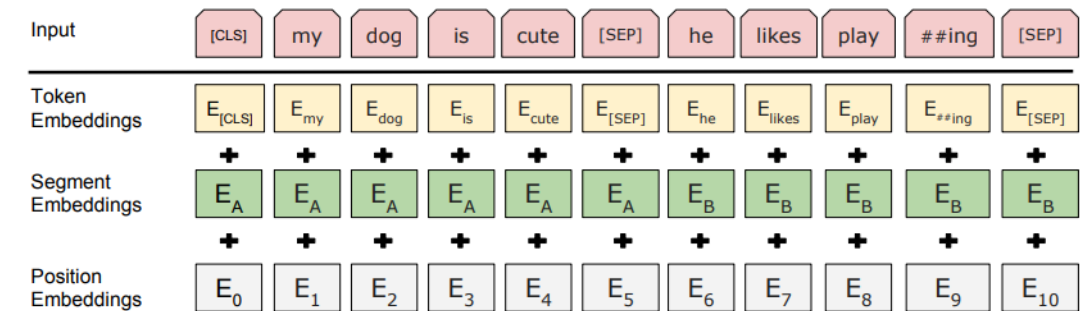 Input [CLS] my dog is cute [SEP] he likes play ##ing [SEP]
Token
Embeddings
E[CLS] Emy Edog Eis Ecute E[SEP] Ehe Elikes Eplay E##ing E[SEP]
Segment
Embeddings
EA EA EA EA EA EA EB EB EB EB EB
Position
Embeddings
E0 E1 E2 E3 E4 E5 E6 E7 E8 E9 E10